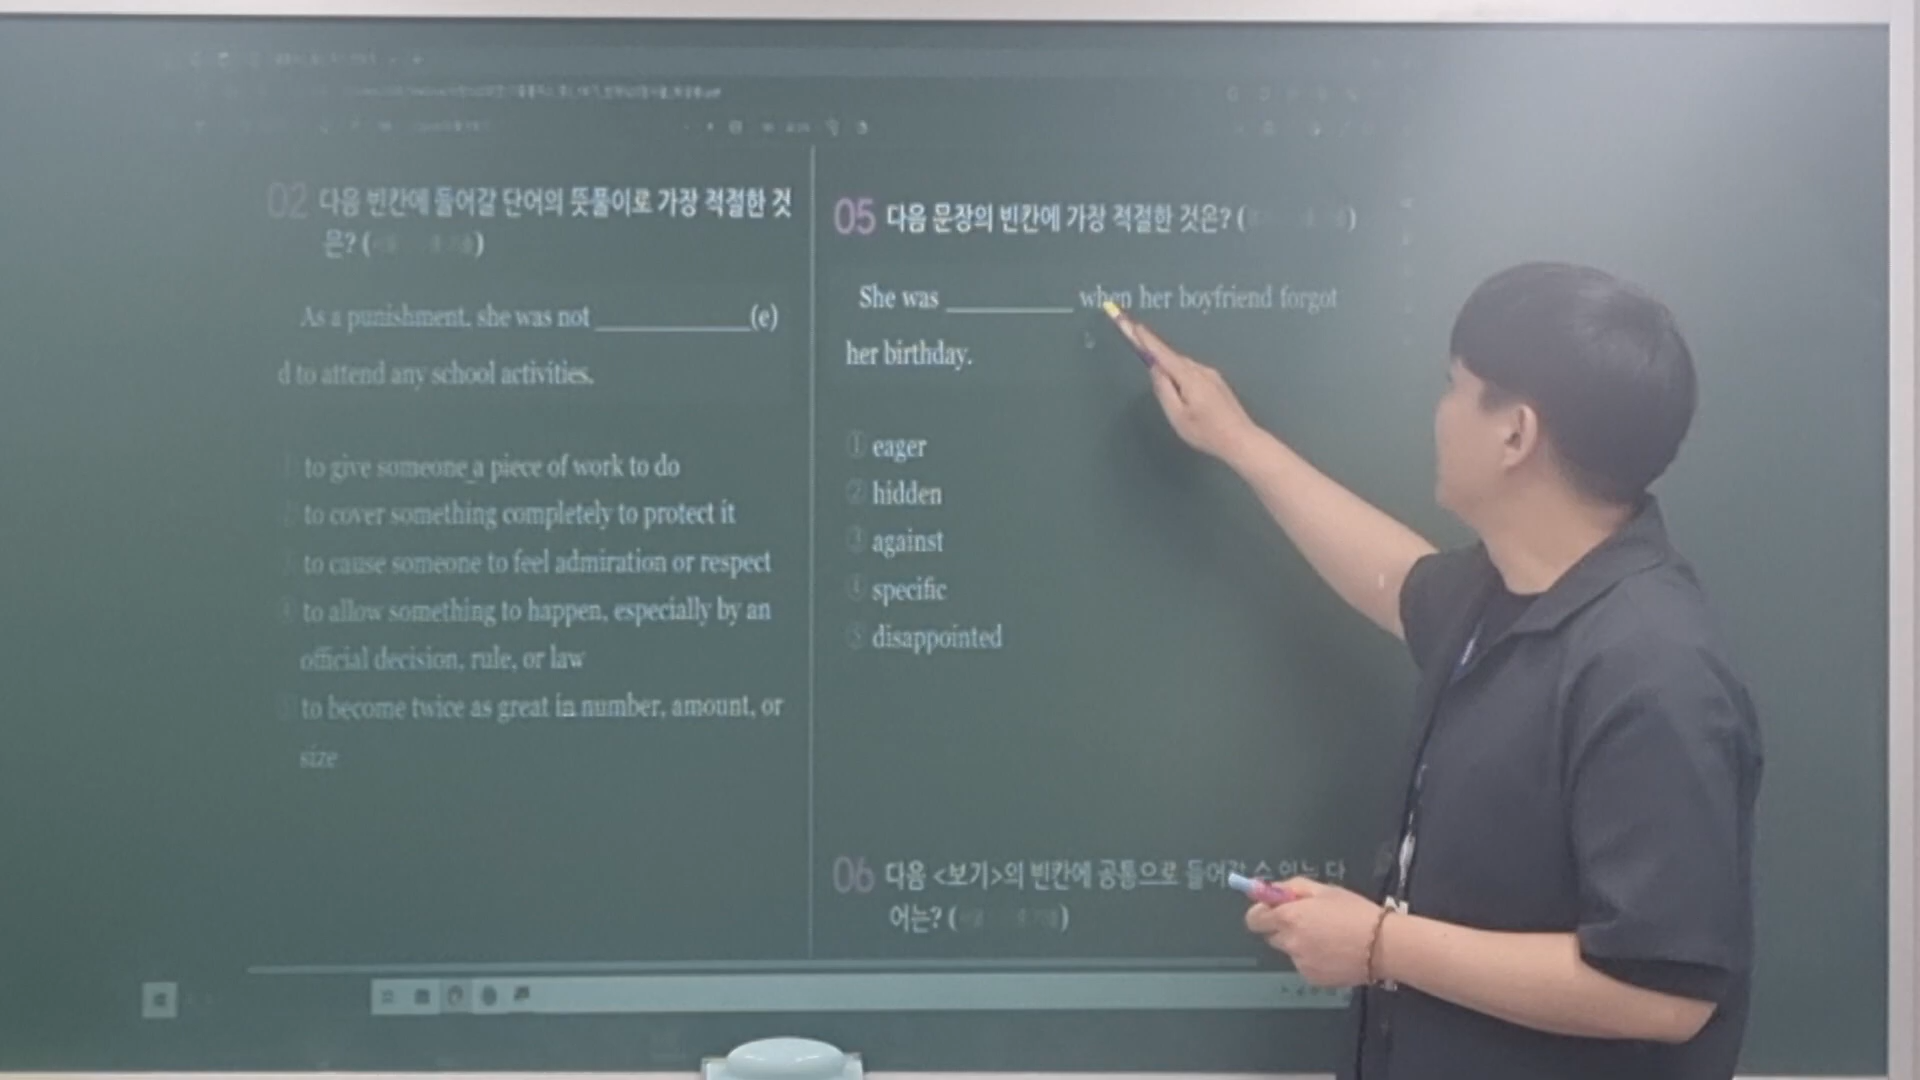 02 다음 빈칸에 들어갈 단어의 뜻풀이로 가장 적절한 것
은? ( )
As a punishment, she was not __________(e)
d to attend any school activities.
to give someone a piece of work to do
to cover something completely to protect it
to cause someone to feel admiration or respect
④ to allow something to happen, especially by an
official decision, rule, or law
to become twice as great in number, amount, or
size
05 다음 문장의 빈칸에 가장 적절한 것은? ( )
She was _________ when her boyfriend forgot
her birthday.
① eager
② hidden
③ against
④ specific
⑤ disappointed
06 다음 <보기>의 빈칸에 공통으로 들어갈 수 있는 단
어는? ( )